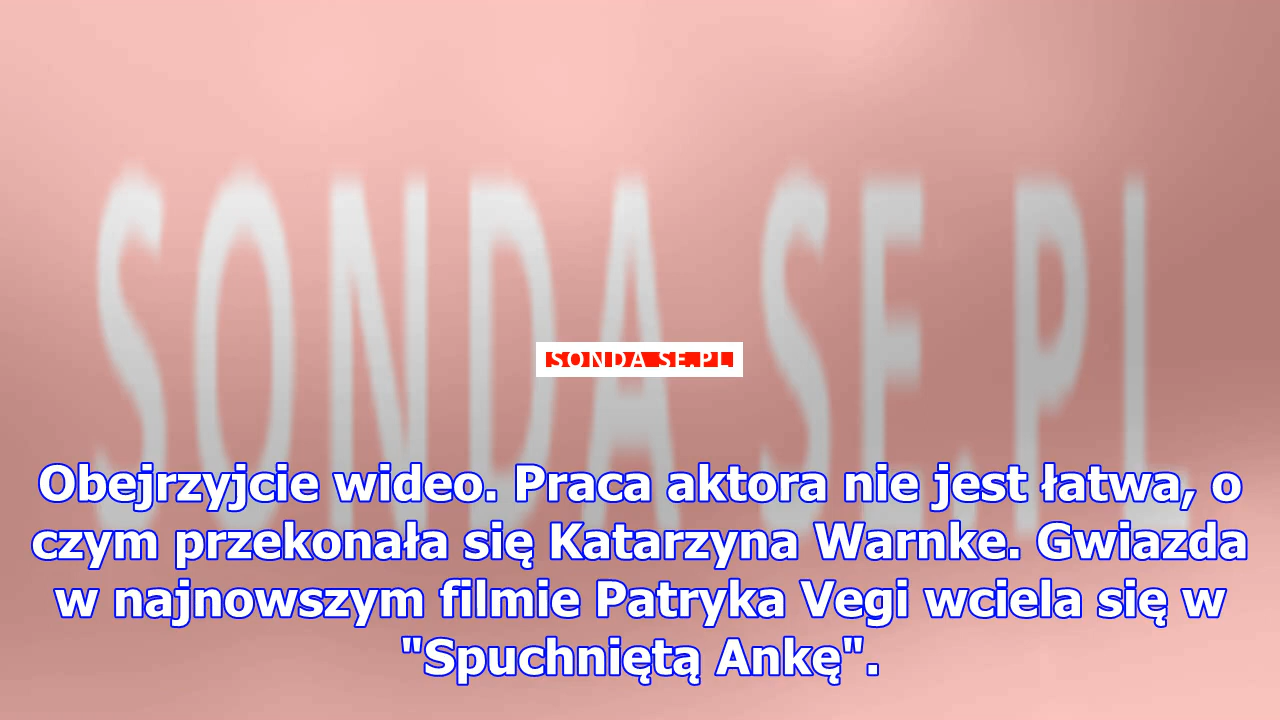 SONDA SE.PL
SONDA SE.PL
Obejrzyjcie wideo. Praca aktora nie jest łatwa, o
czym przekonała się Katarzyna Warnke. Gwiazda
w najnowszym filmie Patryka Vegi wciela się w
"Spuchniętą Ankę".